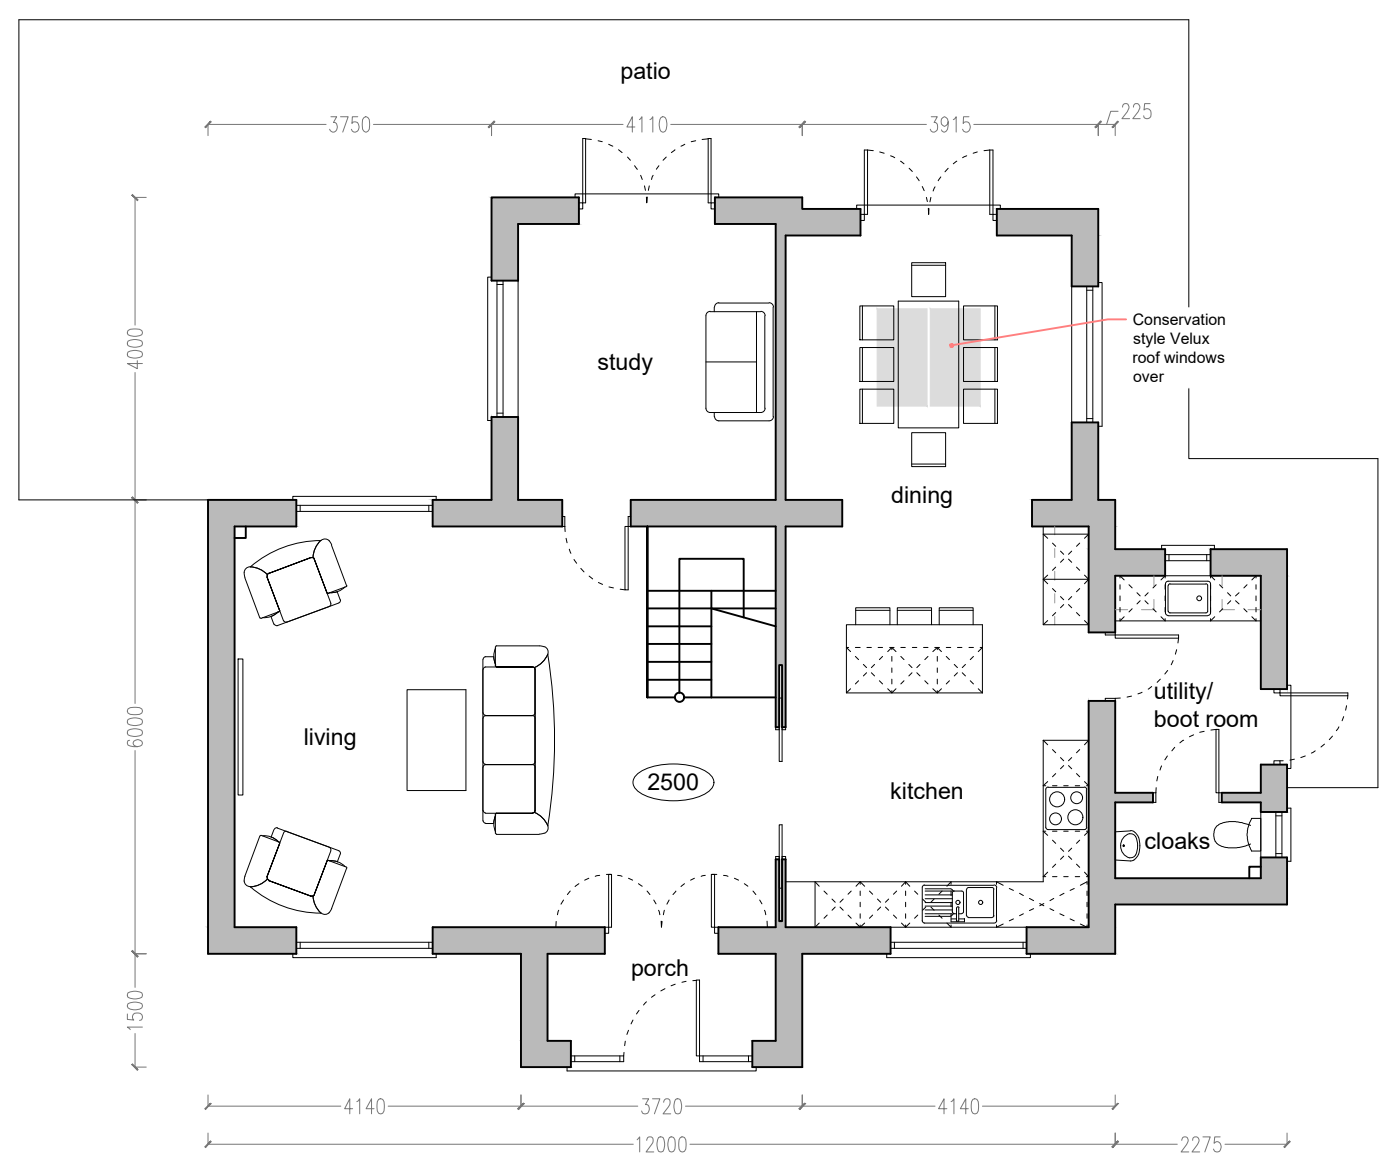 patio
3750
4110
3915
225
4000
study
Conservation
style Velux
roof windows
over
dining
6000
living
2500
kitchen
utility/
boot room
cloaks
porch
1500
4140
3720
4140
12000
2275